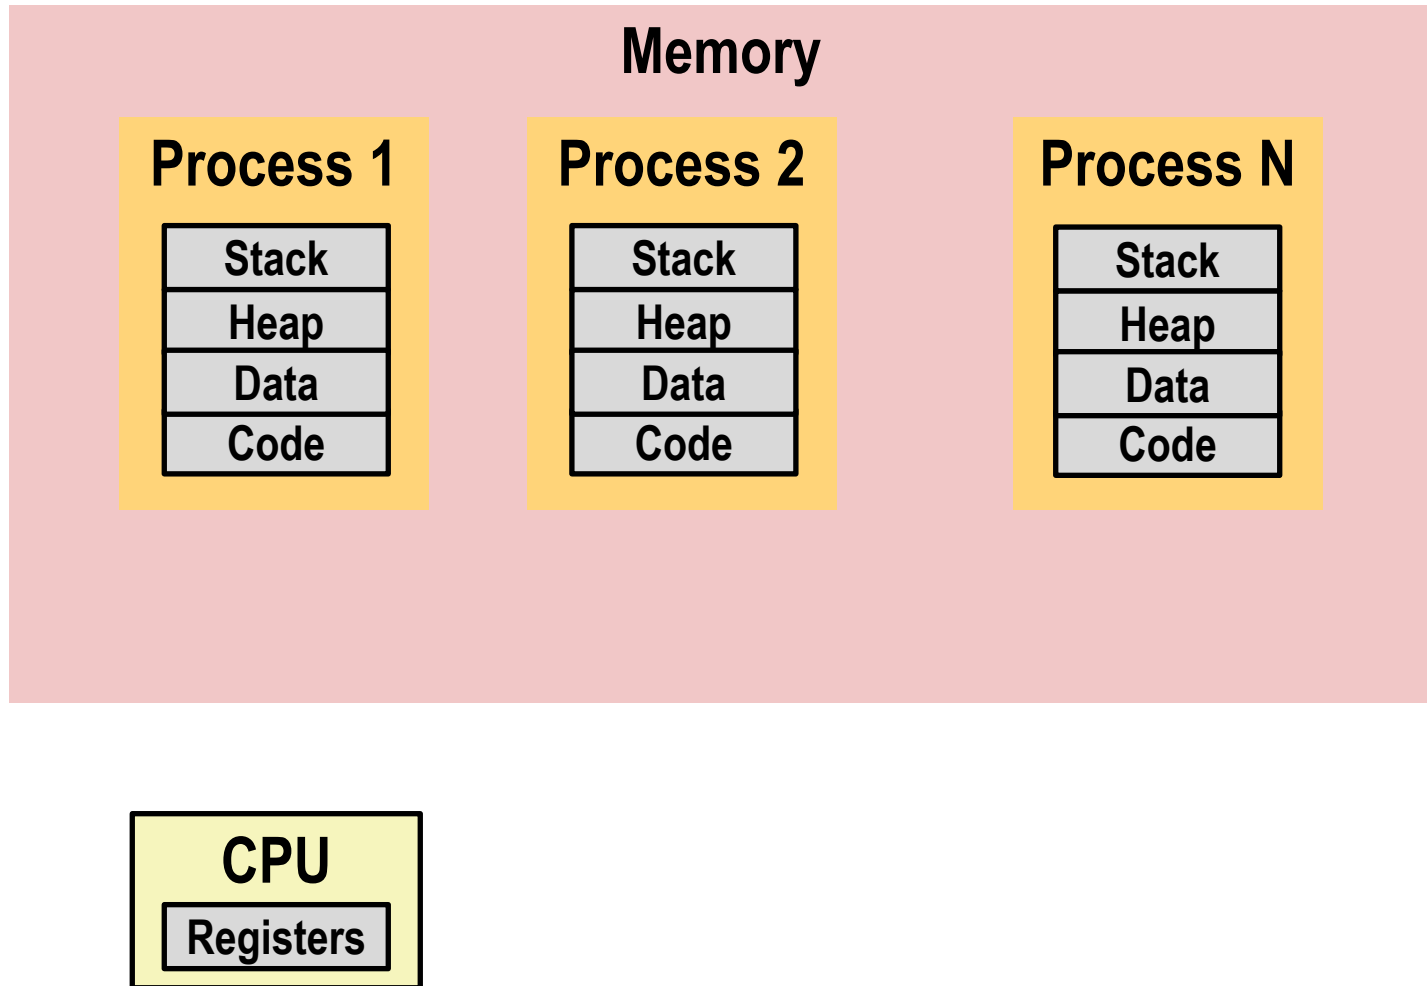 Memory
Process 1
Stack
Heap
Data
Code
Process 2
Stack
Heap
Data
Code
Process N
Stack
Heap
Data
Code
CPU
Registers